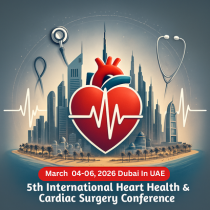 March 04-06, 2026 Dubai In UAE
5th International Heart Health &
Cardiac Surgery Conference